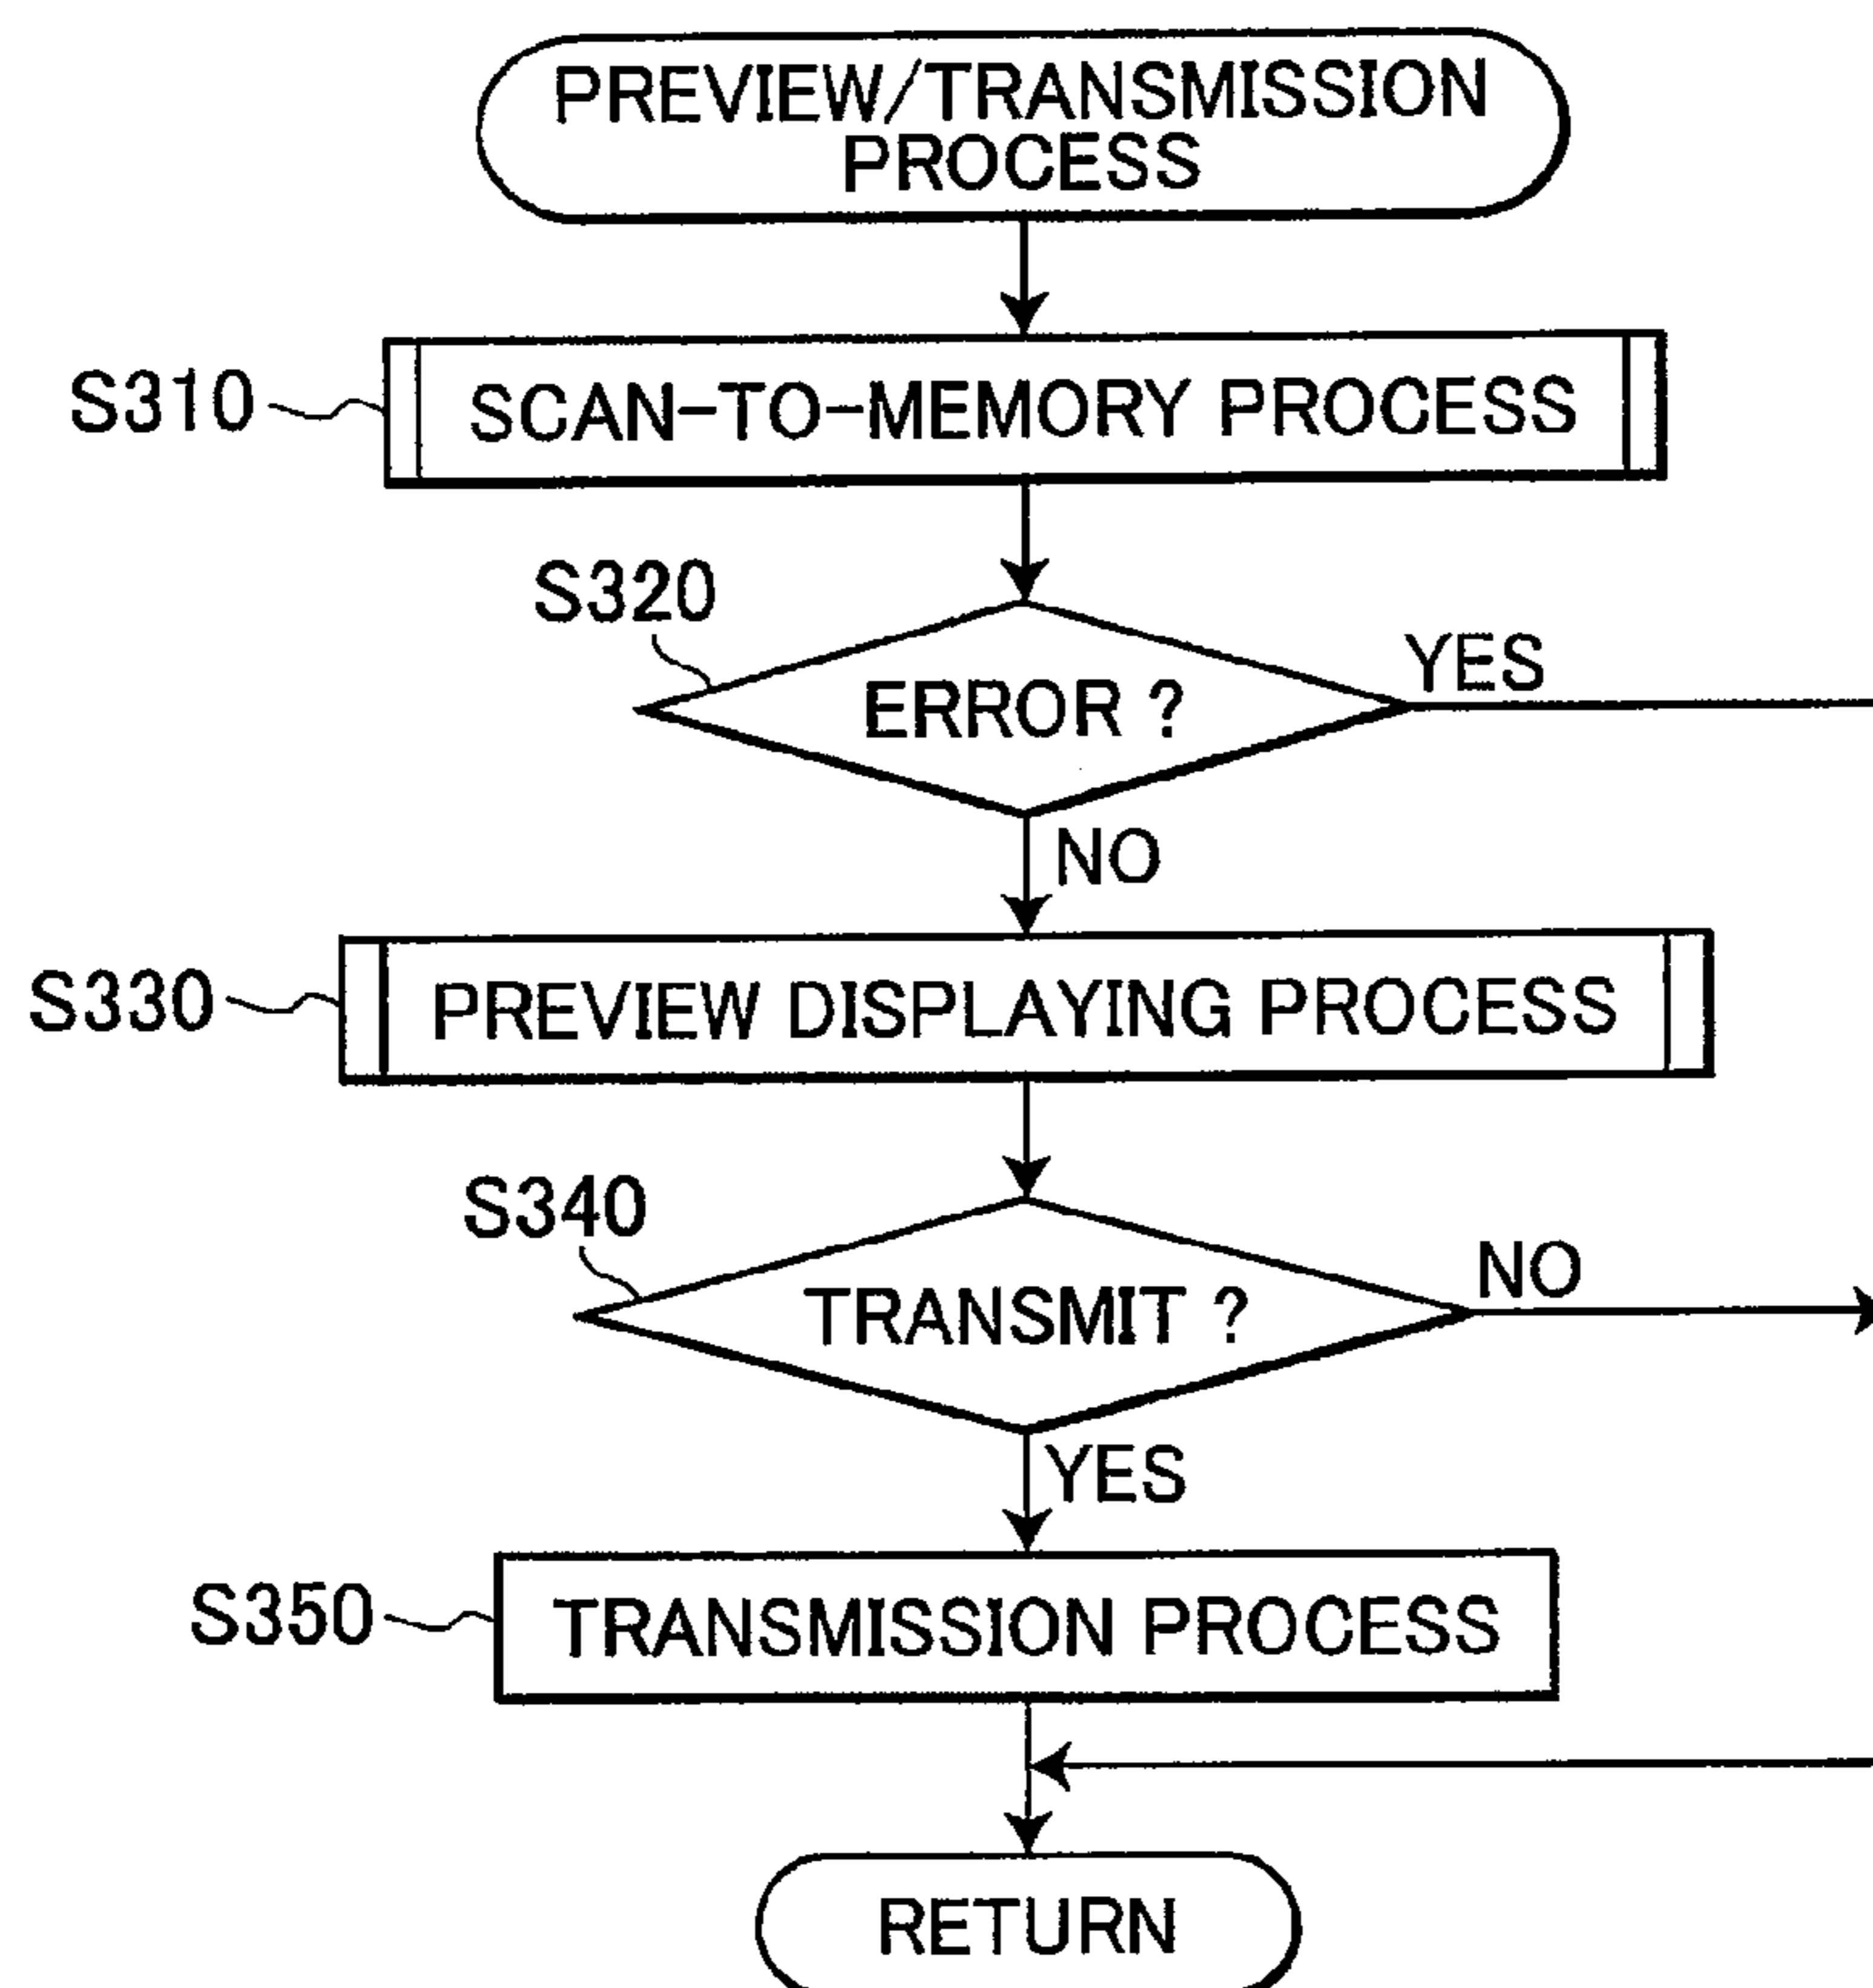 PREVIEW/TRANSMISSION
PROCESS
S310
SCAN-TO-MEMORY PROCESS
S320
ERROR ?
YES
NO
S330
PREVIEW DISPLAYING PROCESS
S340
TRANSMIT ?
NO
YES
S350
TRANSMISSION PROCESS
RETURN